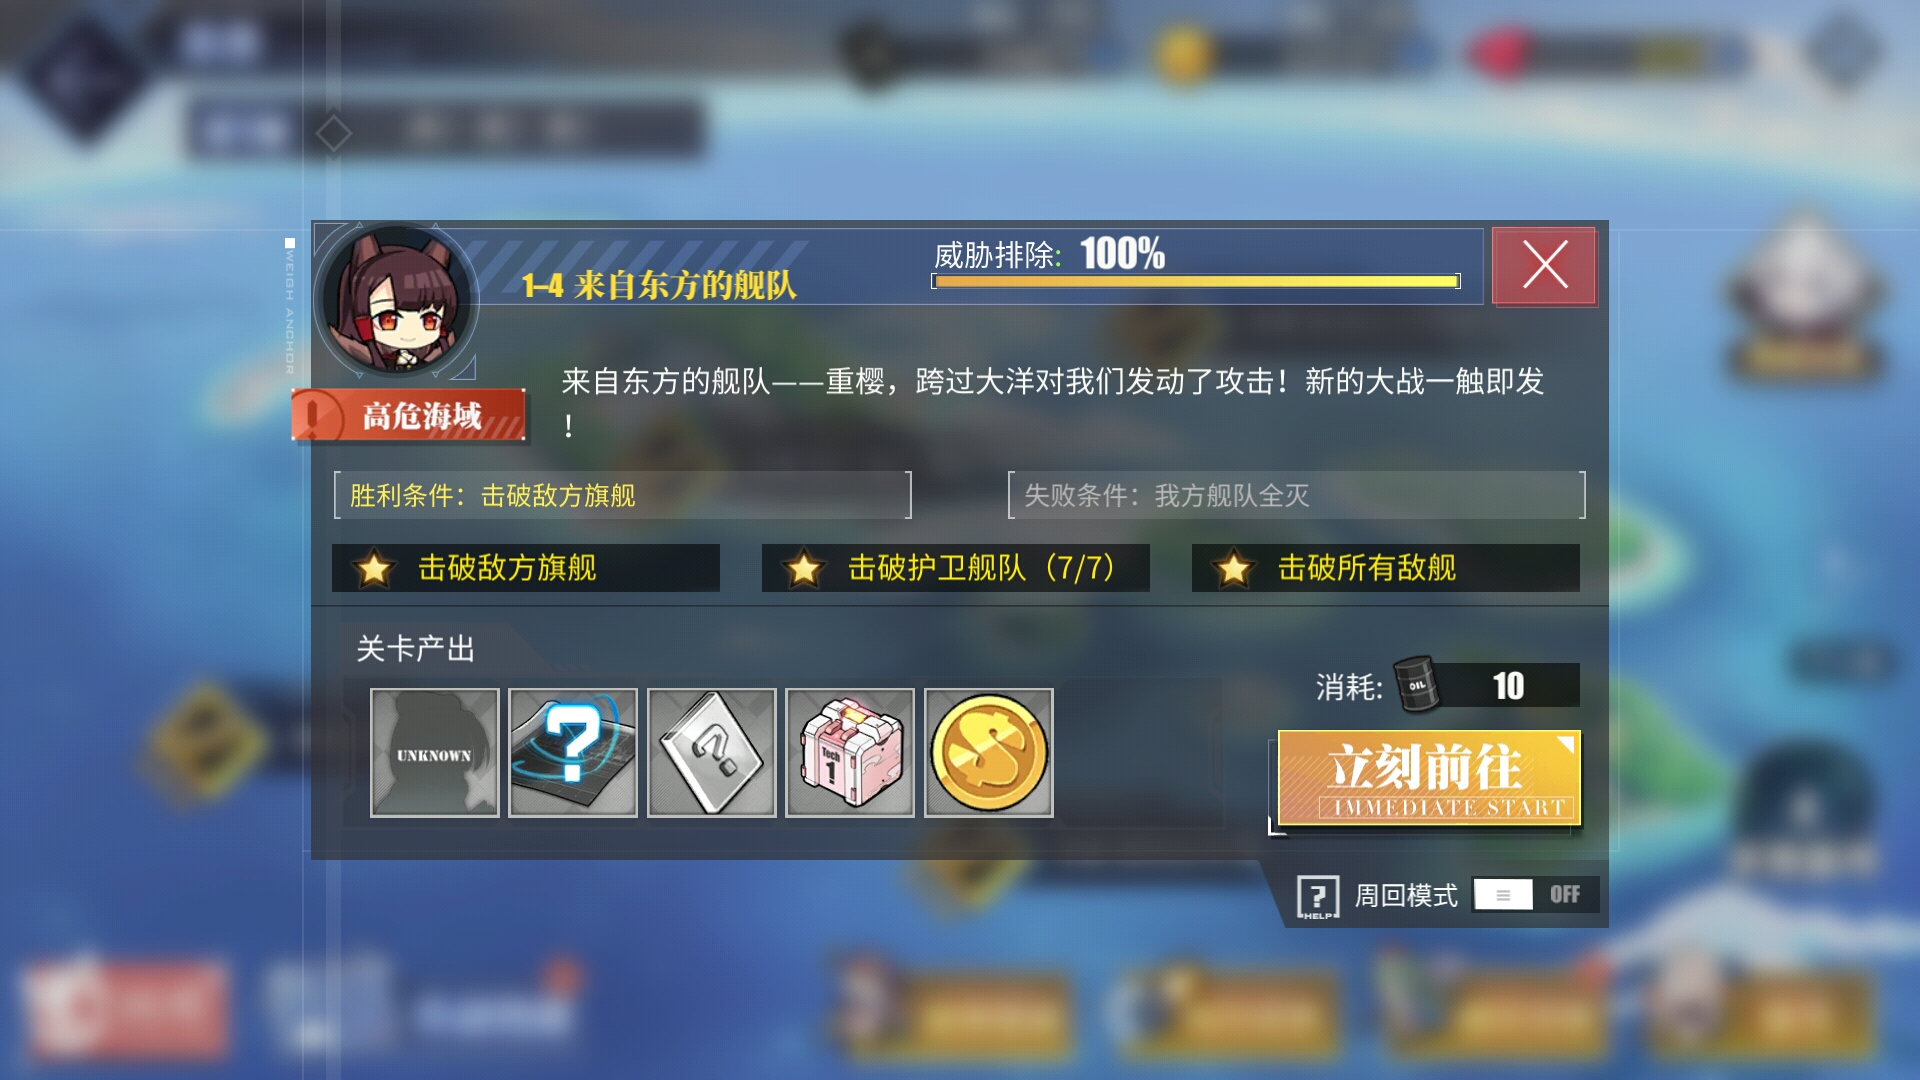 威胁排除: 100%
1-4 来自东方的舰队
WEIGH ANCHOR
来自东方的舰队——重樱，跨过大洋对我们发动了攻击！新的大战一触即发
！
高危海域
胜利条件：击破敌方旗舰
失败条件：我方舰队全灭
击破敌方旗舰
击破护卫舰队（7/7）
击破所有敌舰
关卡产出
消耗: OIL 10
UNKNOWN
?
?
Tech 1
立刻前往
IMMEDIATE START
? HELP 周回模式 OFF